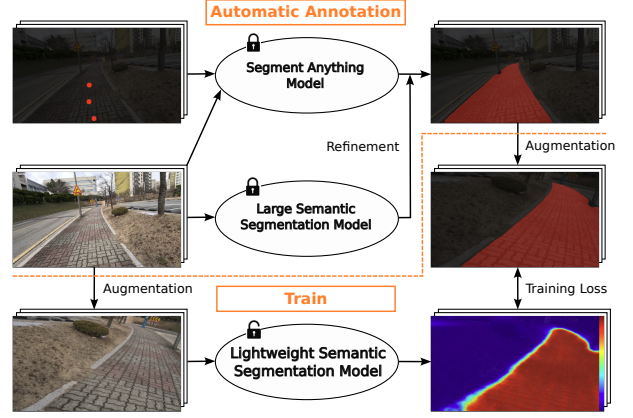 Automatic Annotation
Segment Anything
Model
Refinement
Augmentation
Large Semantic
Segmentation Model
Augmentation
Train
Training Loss
Lightweight Semantic
Segmentation Model